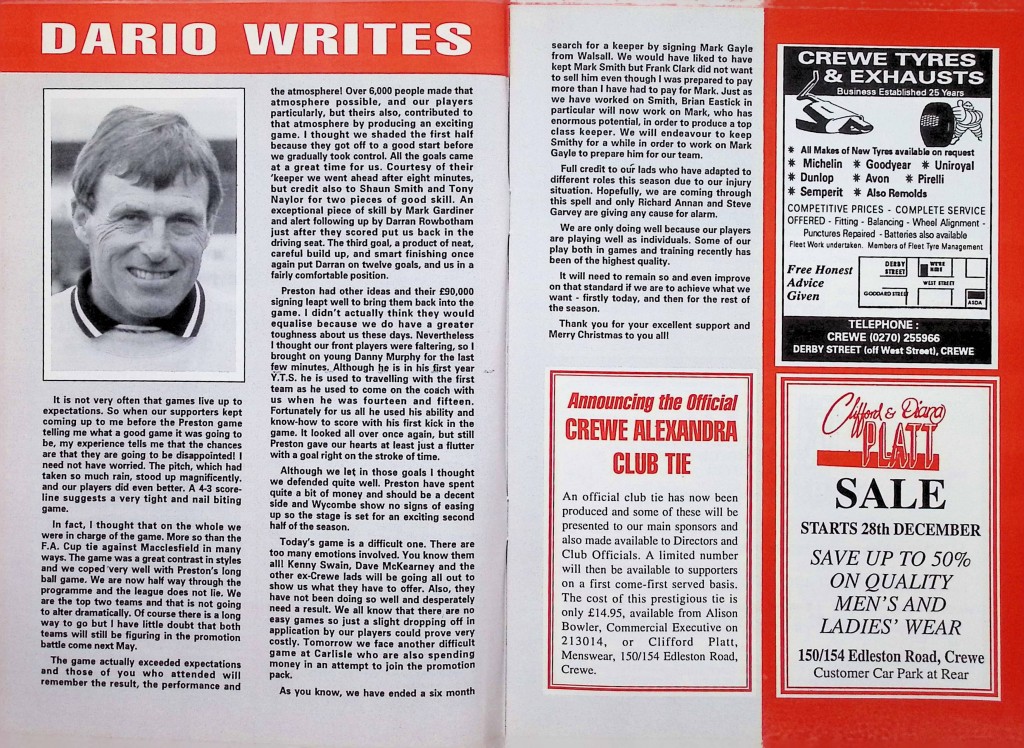 DARIO WRITES
It is not very often that games live up to
expectations. So when our supporters kept
coming up to me before the Preston game
telling me what a good game it was going to
be, my experience tells me that the chances
are that they are going to be disappointed! I
need not have worried. The pitch, which had
taken so much rain, stood up magnificently.
and our players did even better. A 4-3 score-
line suggests a very tight and nail biting
game.
In fact, I thought that on the whole we
were in charge of the game. More so than the
F.A. Cup tie against Macclesfield in many
ways. The game was a great contrast in styles
and we coped very well with Preston's long
ball game. We are now half way through the
programme and the league does not lie. We
are the top two teams and that is not going
to alter dramatically. Of course there is a long
way to go but I have little doubt that both
teams will still be figuring in the promotion
battle come next May.
The game actually exceeded expectations
and those of you who attended will
remember the result, the performance and
the atmosphere! Over 6,000 people made that
atmosphere possible, and our players
particularly, but theirs also, contributed to
that atmosphere by producing an exciting
game. I thought we shaded the first half
because they got off to a good start before
we gradually took control. All the goals came
at a great time for us. Courtesy of their
'keeper we went ahead after eight minutes,
but credit also to Shaun Smith and Tony
Naylor for two pieces of good skill. An
exceptional piece of skill by Mark Gardiner
and alert following up by Darran Rowbotham
just after they scored put us back in the
driving seat. The third goal, a product of neat,
careful build up, and smart finishing once
again put Darran on twelve goals, and us in a
fairly comfortable position.
Preston had other ideas and their £90,000
signing leapt well to bring them back into the
game. I didn't actually think they would
equalise because we do have a greater
toughness about us these days. Nevertheless
I thought our front players were faltering, so I
brought on young Danny Murphy for the last
few minutes. Although he is in his first year
Y.T.S. he is used to travelling with the first
team as he used to come on the coach with
us when he was fourteen and fifteen.
Fortunately for us all he used his ability and
know-how to score with his first kick in the
game. It looked all over once again, but still
Preston gave our hearts at least just a flutter
with a goal right on the stroke of time.
Although we let in those goals I thought
we defended quite well. Preston have spent
quite a bit of money and should be a decent
side and Wycombe show no signs of easing
up so the stage is set for an exciting second
half of the season.
Today's game is a difficult one. There are
too many emotions involved. You know them
all! Kenny Swain, Dave McKearney and the
other ex-Crewe lads will be going all out to
show us what they have to offer. Also, they
have not been doing so well and desperately
need a result. We all know that there are no
easy games so just a slight dropping off in
application by our players could prove very
costly. Tomorrow we face another difficult
game at Carlisle who are also spending
money in an attempt to join the promotion
pack.
As you know, we have ended a six month
search for a keeper by signing Mark Gayle
from Walsall. We would have liked to have
kept Mark Smith but Frank Clark did not want
to sell him even though I was prepared to pay
more than I have had to pay for Mark. Just as
we have worked on Smith, Brian Eastick in
particular will now work on Mark, who has
enormous potential, in order to produce a top
class keeper. We will endeavour to keep
Smithy for a while in order to work on Mark
Gayle to prepare him for our team.
Full credit to our lads who have adapted to
different roles this season due to our injury
situation. Hopefully, we are coming through
this spell and only Richard Annan and Steve
Garvey are giving any cause for alarm.
We are only doing well because our players
are playing well as individuals. Some of our
play both in games and training recently has
been of the highest quality.
It will need to remain so and even improve
on that standard if we are to achieve what we
want - firstly today, and then for the rest of
the season.
Thank you for your excellent support and
Merry Christmas to you all!
Announcing the Official
CREWE ALEXANDRA
CLUB TIE
An official club tie has now been
produced and some of these will be
presented to our main sponsors and
also made available to Directors and
Club Officials. A limited number
will then be available to supporters
on a first come-first served basis.
The cost of this prestigious tie is
only £14.95, available from Alison
Bowler, Commercial Executive on
213014, or Clifford Platt,
Menswear, 150/154 Edleston Road,
Crewe.
CREWE TYRES
& EXHAUSTS
Business Established 25 Years
* All Makes of New Tyres available on request
* Michelin * Goodyear * Uniroyal
* Dunlop * Avon * Pirelli
* Semperit * Also Remolds
COMPETITIVE PRICES - COMPLETE SERVICE
OFFERED - Fitting - Balancing - Wheel Alignment -
Punctures Repaired - Batteries also available
Fleet Work undertaken. Members of Fleet Tyre Management
Free Honest
Advice
Given
DERBY
STREET
WE'RE
HERE
WEST STREET
GODDARD STREET
ASDA
TELEPHONE :
CREWE (0270) 255966
DERBY STREET (off West Street), CREWE
Clifford & Diana
PLATT
SALE
STARTS 28th DECEMBER
SAVE UP TO 50%
ON QUALITY
MEN'S AND
LADIES' WEAR
150/154 Edleston Road, Crewe
Customer Car Park at Rear